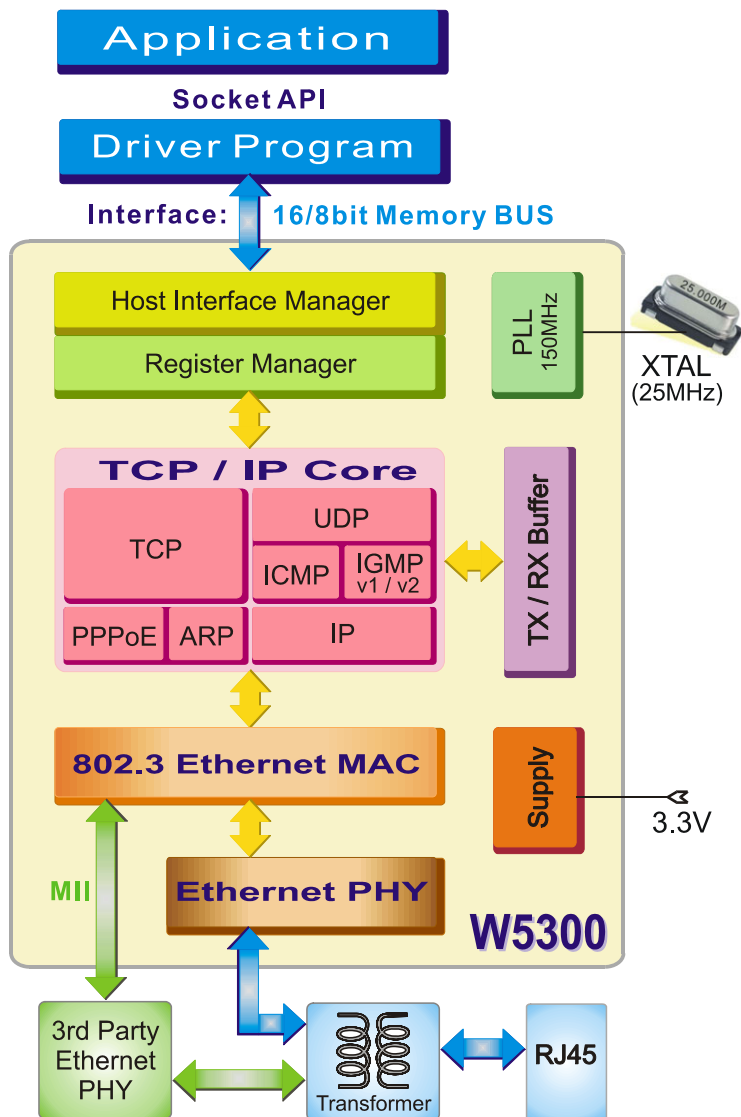 Application
Socket API
Driver Program
Interface: 16/8bit Memory BUS
Host Interface Manager
Register Manager
PLL
150MHz
25.000M
XTAL
(25MHz)
TCP / IP Core
TCP
UDP
ICMP
IGMP
v1 / v2
PPPoE
ARP
IP
TX / RX Buffer
802.3 Ethernet MAC
Supply
3.3V
MII
Ethernet PHY
W5300
3rd Party
Ethernet
PHY
Transformer
RJ45